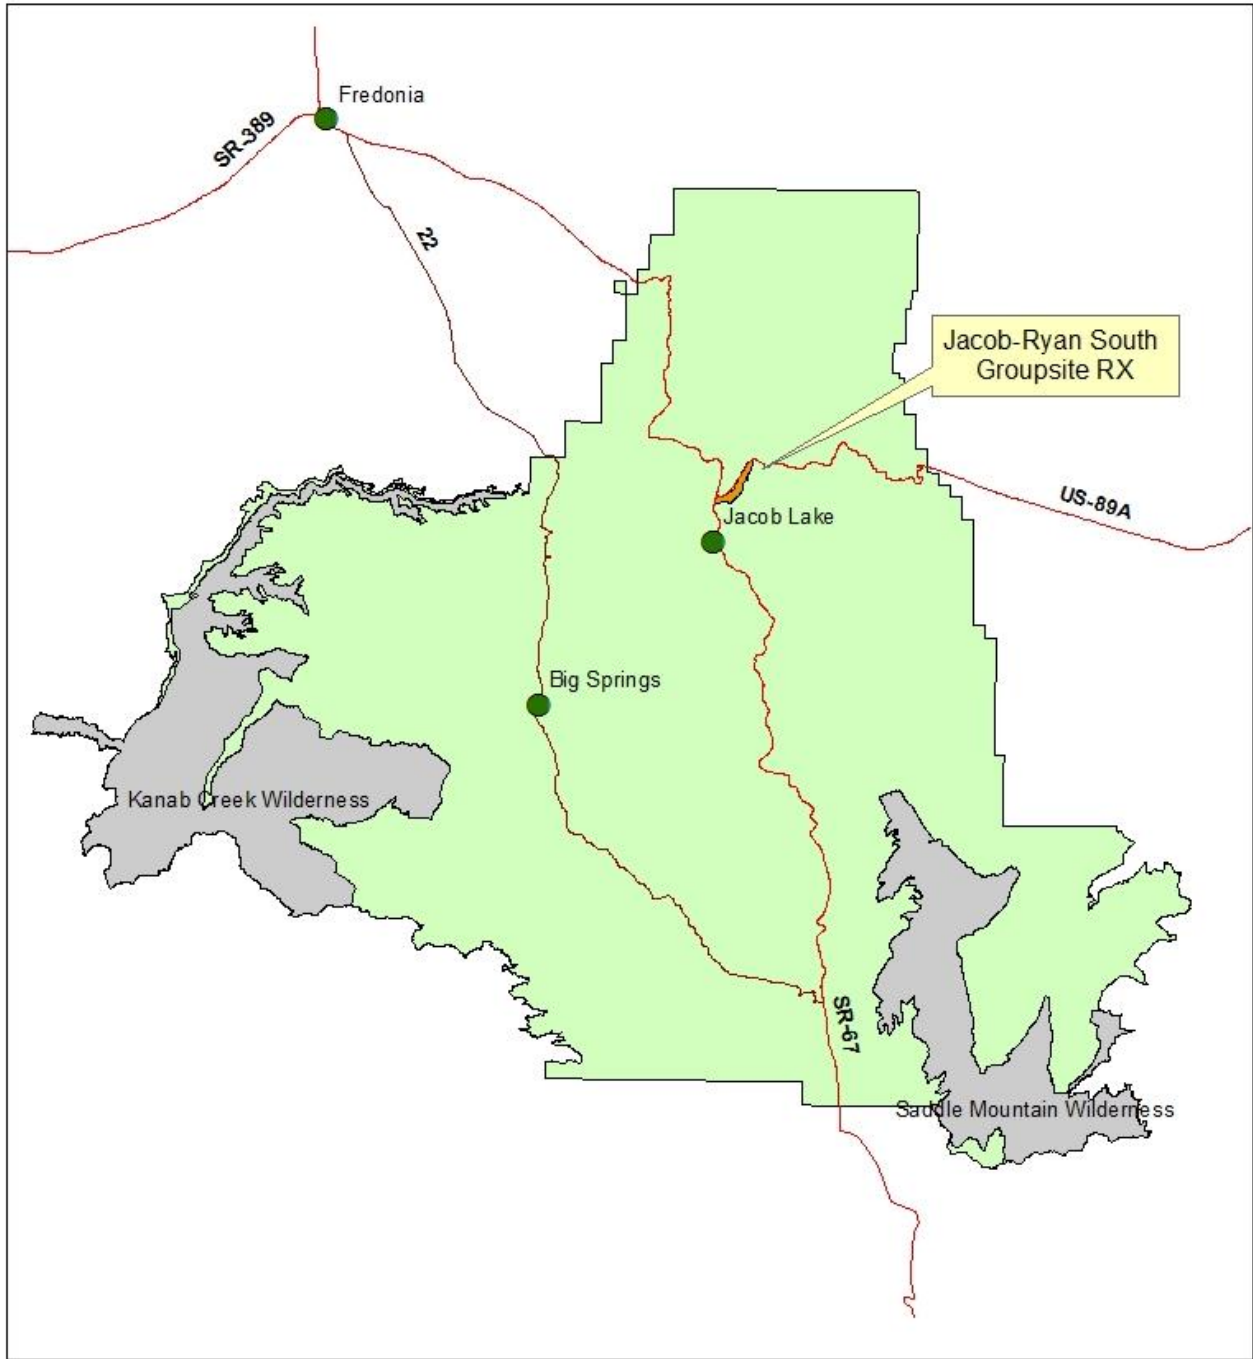 Fredonia
SR-389
22
Jacob-Ryan South
Groupsite RX
US-89A
Jacob Lake
Big Springs
Kanab Creek Wilderness
SR-67
Saddle Mountain Wilderness